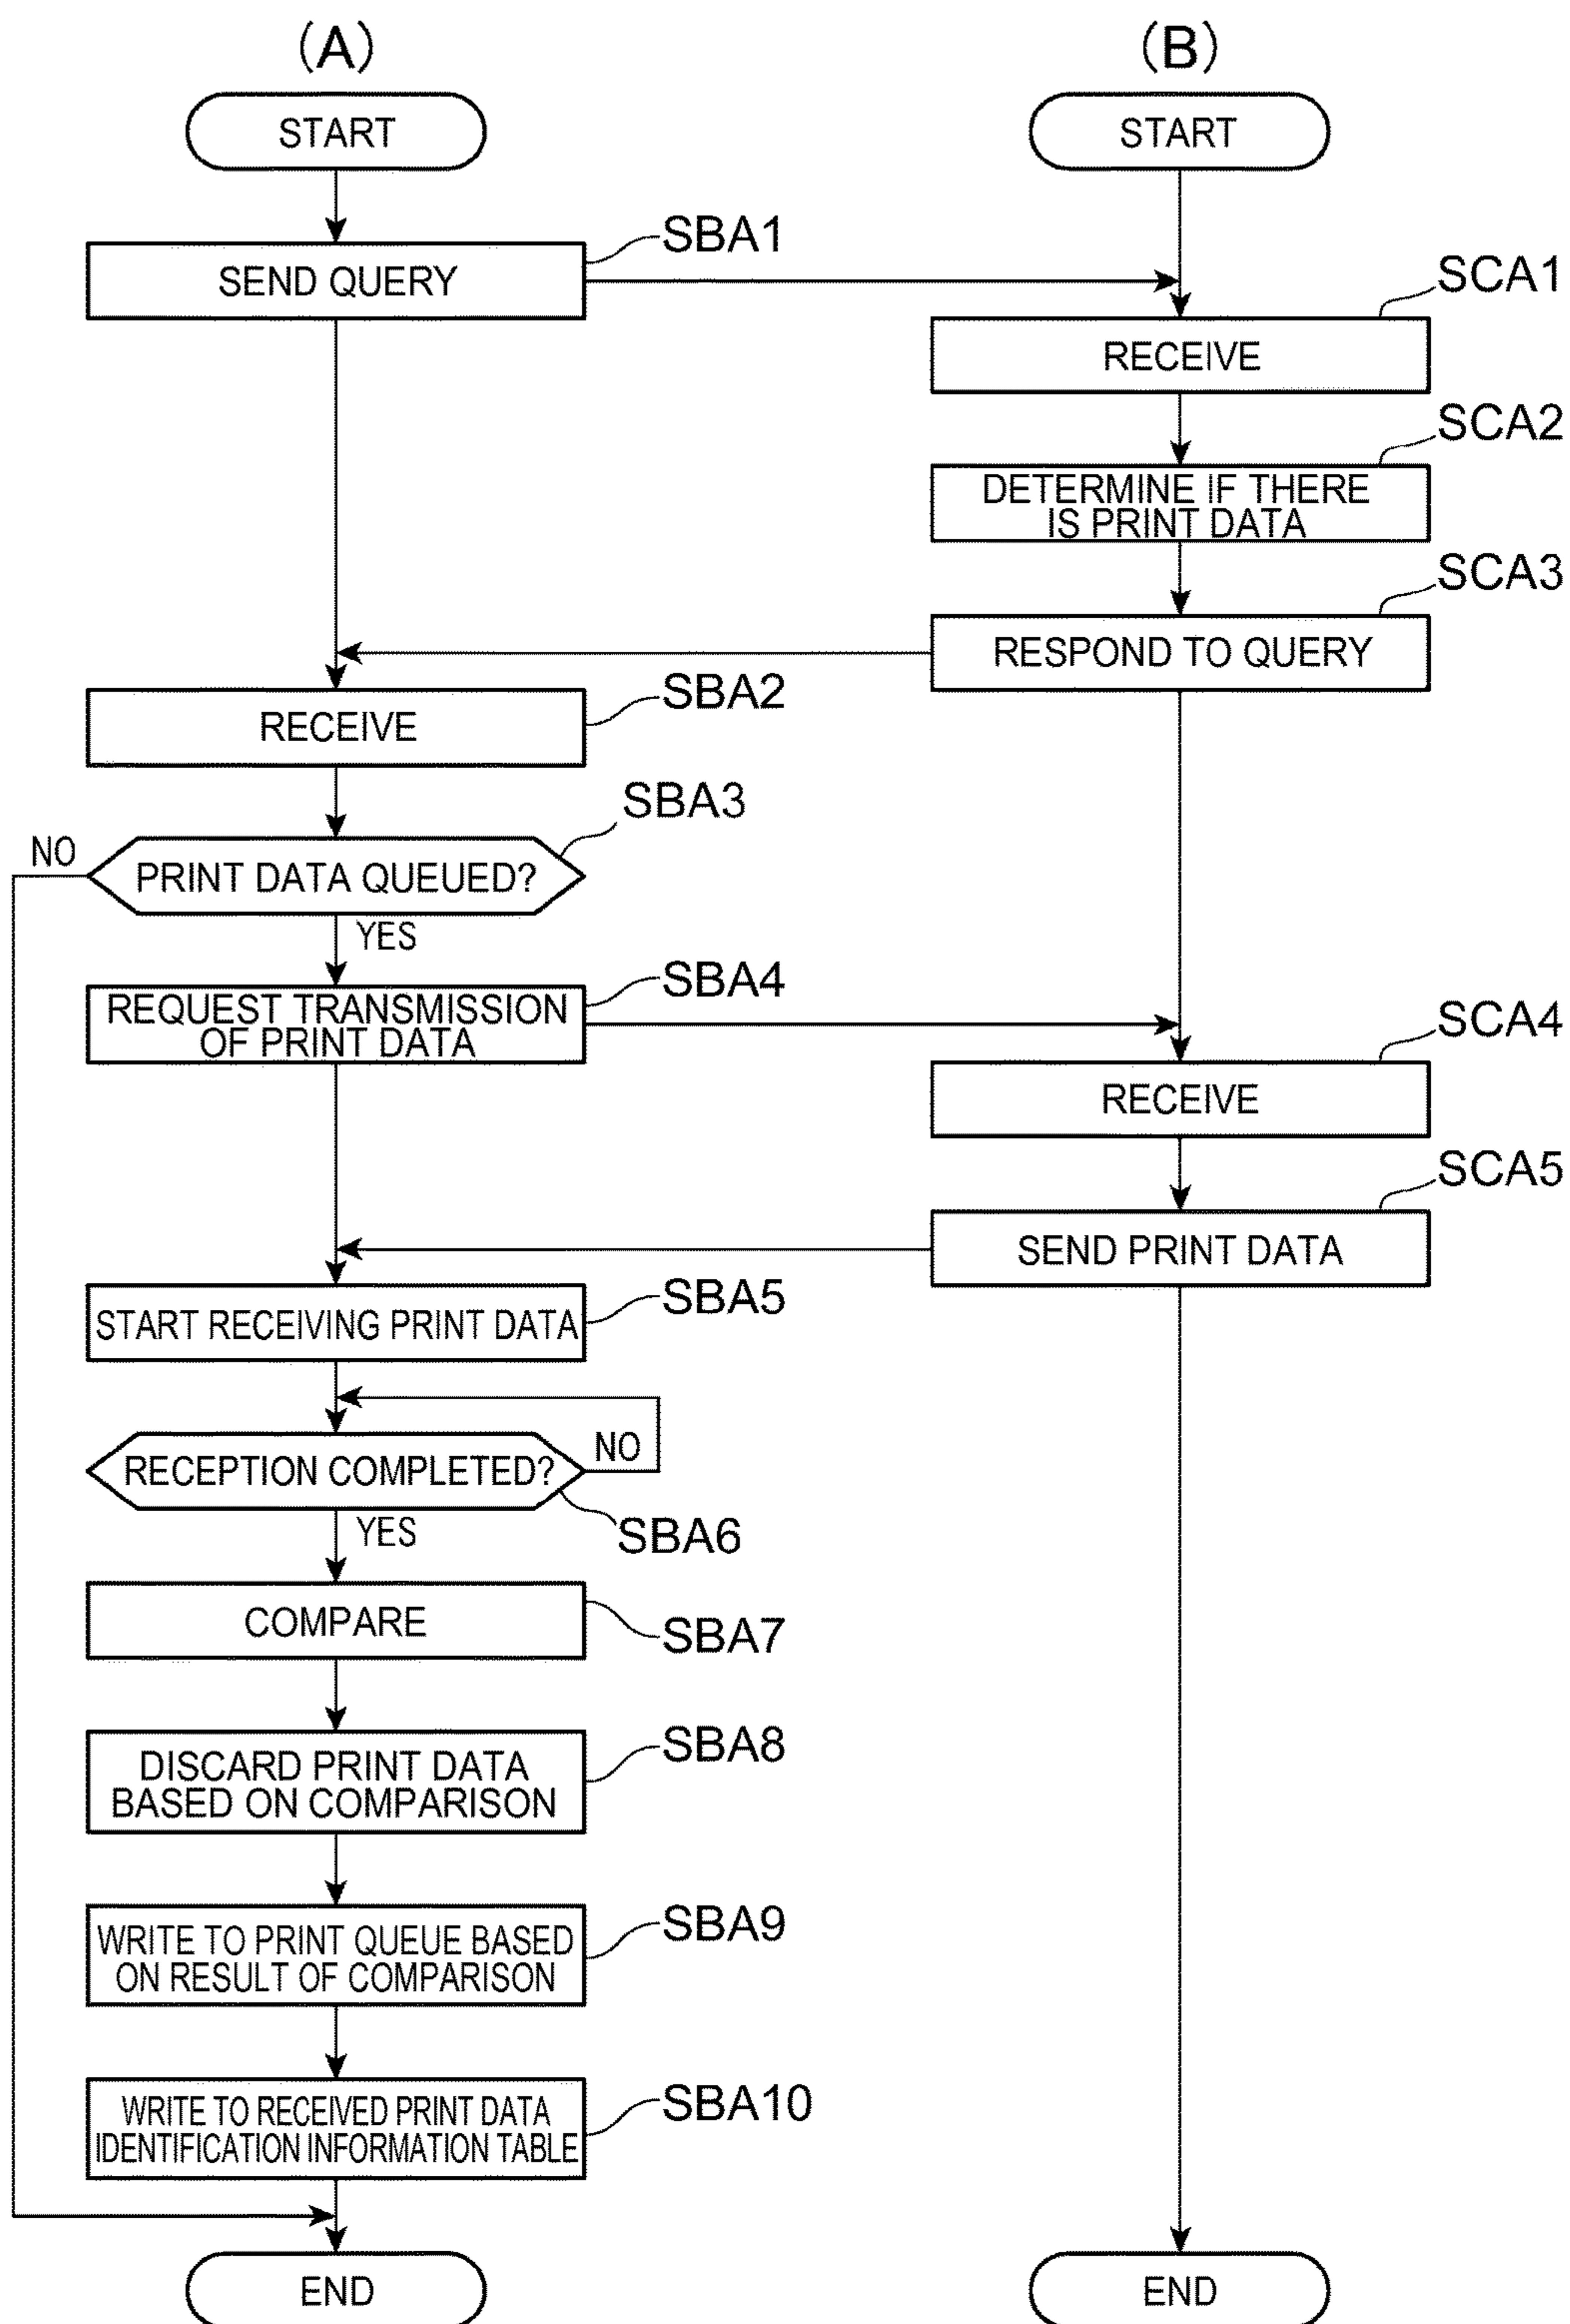 (A)
START
SEND QUERY
SBA1
RECEIVE
SBA2
PRINT DATA QUEUED?
SBA3
NO
YES
REQUEST TRANSMISSION
OF PRINT DATA
SBA4
START RECEIVING PRINT DATA
SBA5
RECEPTION COMPLETED?
NO
SBA6
YES
COMPARE
SBA7
DISCARD PRINT DATA
BASED ON COMPARISON
SBA8
WRITE TO PRINT QUEUE BASED
ON RESULT OF COMPARISON
SBA9
WRITE TO RECEIVED PRINT DATA
IDENTIFICATION INFORMATION TABLE
SBA10
END
(B)
START
SCA1
RECEIVE
SCA2
DETERMINE IF THERE
IS PRINT DATA
SCA3
RESPOND TO QUERY
SCA4
RECEIVE
SCA5
SEND PRINT DATA
END